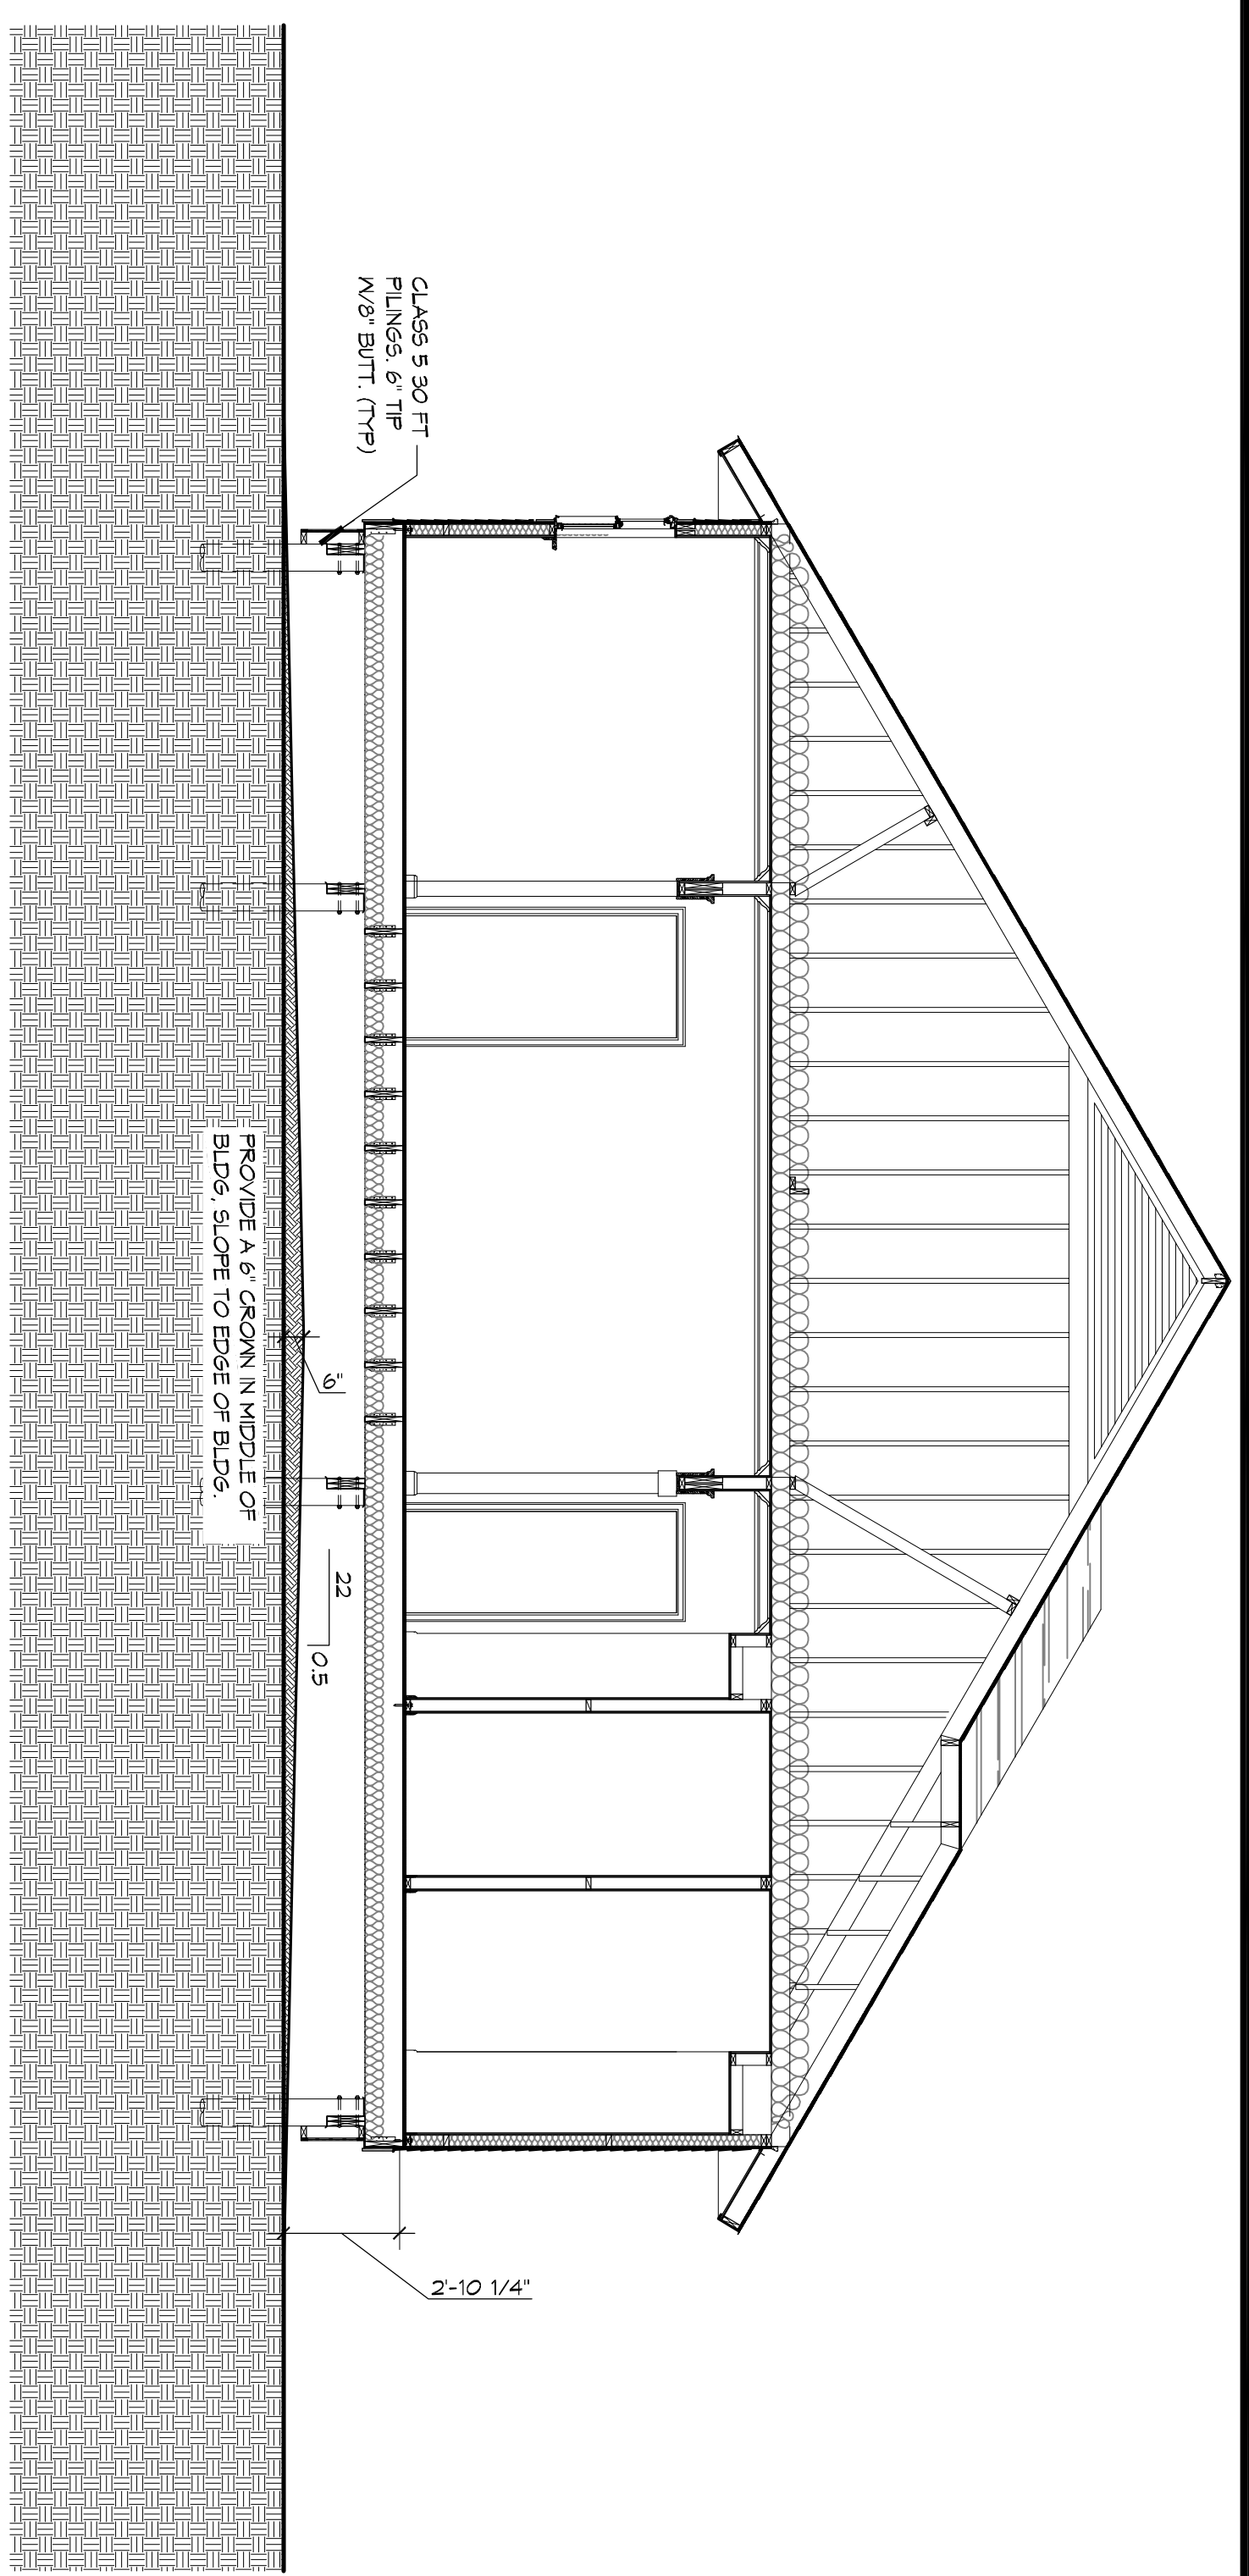 CLASS 5 30 FT
PILINGS. 6" TIP
W/8" BUTT. (TYP)
PROVIDE A 6" CROWN IN MIDDLE OF
BLDG, SLOPE TO EDGE OF BLDG.
6"
22
0.5
2'-10 1/4"